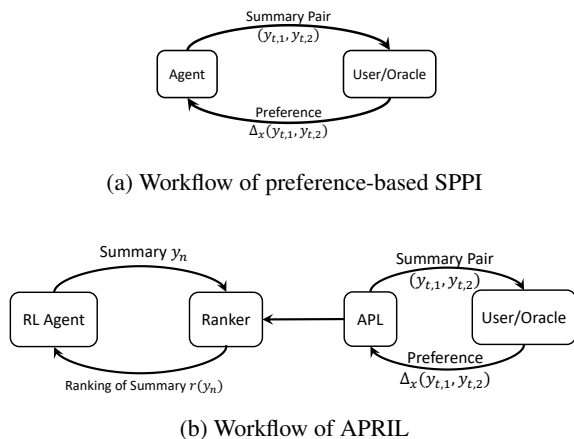 Summary Pair
(y_{t,1}, y_{t,2})
Agent
User/Oracle
Preference
Δ_x(y_{t,1}, y_{t,2})
(a) Workflow of preference-based SPPI
Summary y_n
Summary Pair
(y_{t,1}, y_{t,2})
RL Agent
Ranker
APL
User/Oracle
Ranking of Summary r(y_n)
Preference
Δ_x(y_{t,1}, y_{t,2})
(b) Workflow of APRIL